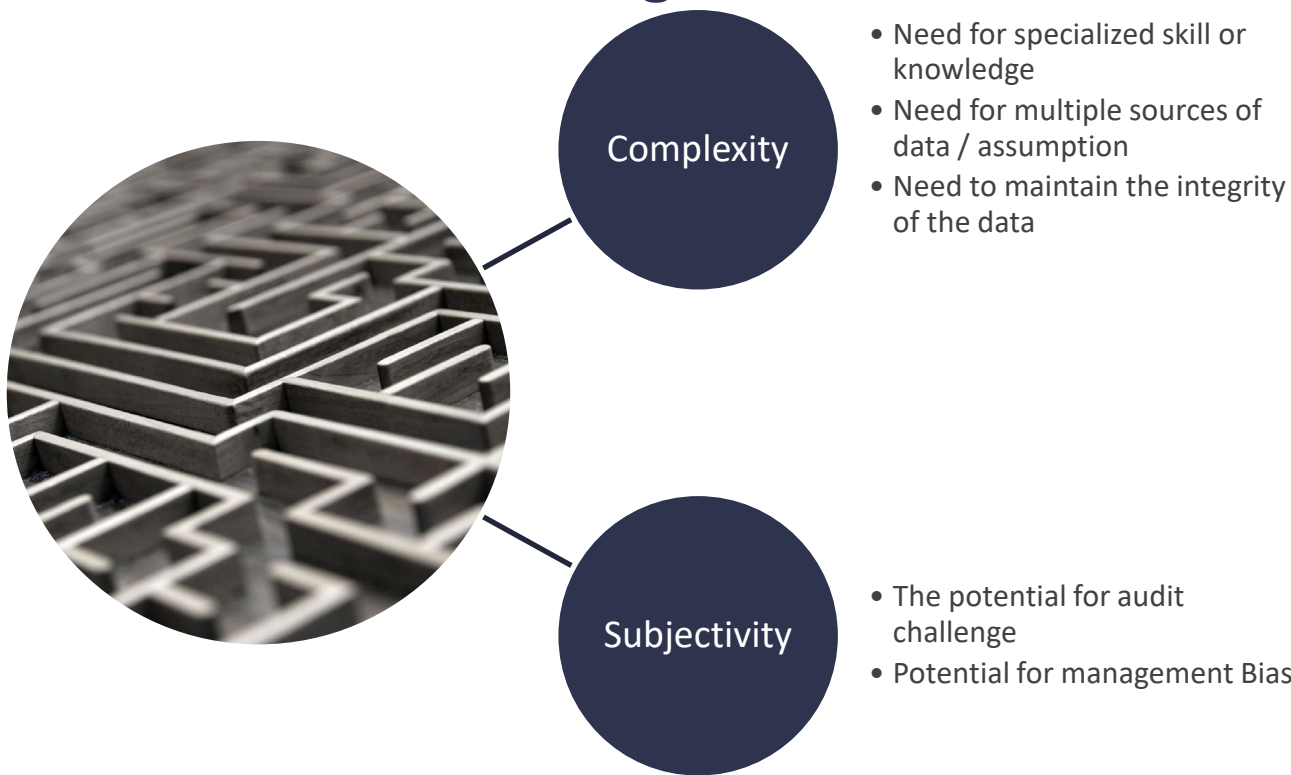 Complexity
• Need for specialized skill or
knowledge
• Need for multiple sources of
data / assumption
• Need to maintain the integrity
of the data
Subjectivity
• The potential for audit
challenge
• Potential for management Bias